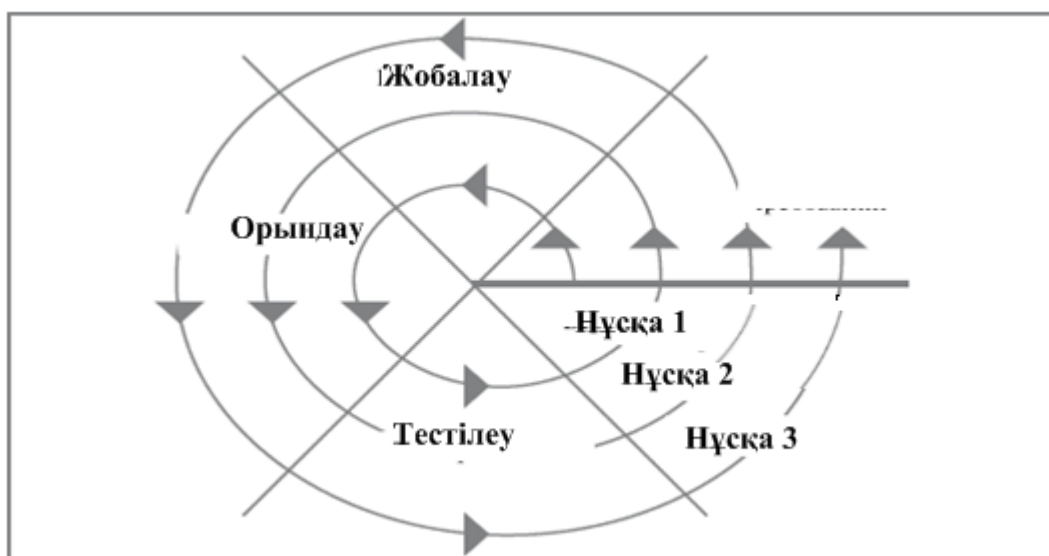 Жобалау
Орындау
Нұсқа 1
Нұсқа 2
Тестілеу
Нұсқа 3